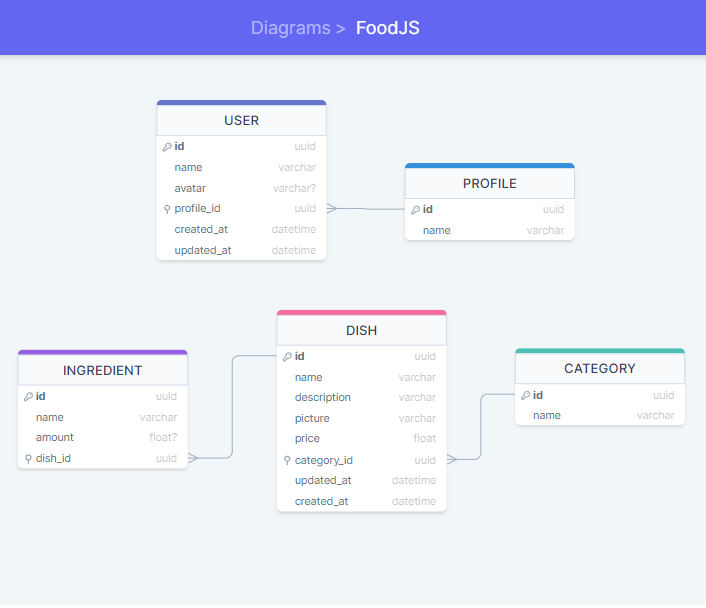 Diagrams > FoodJS
USER
id uuid
name varchar
avatar varchar?
profile_id uuid
created_at datetime
updated_at datetime
PROFILE
id uuid
name varchar
INGREDIENT
id uuid
name varchar
amount float?
dish_id uuid
DISH
id uuid
name varchar
description varchar
picture varchar
price float
category_id uuid
updated_at datetime
created_at datetime
CATEGORY
id uuid
name varchar